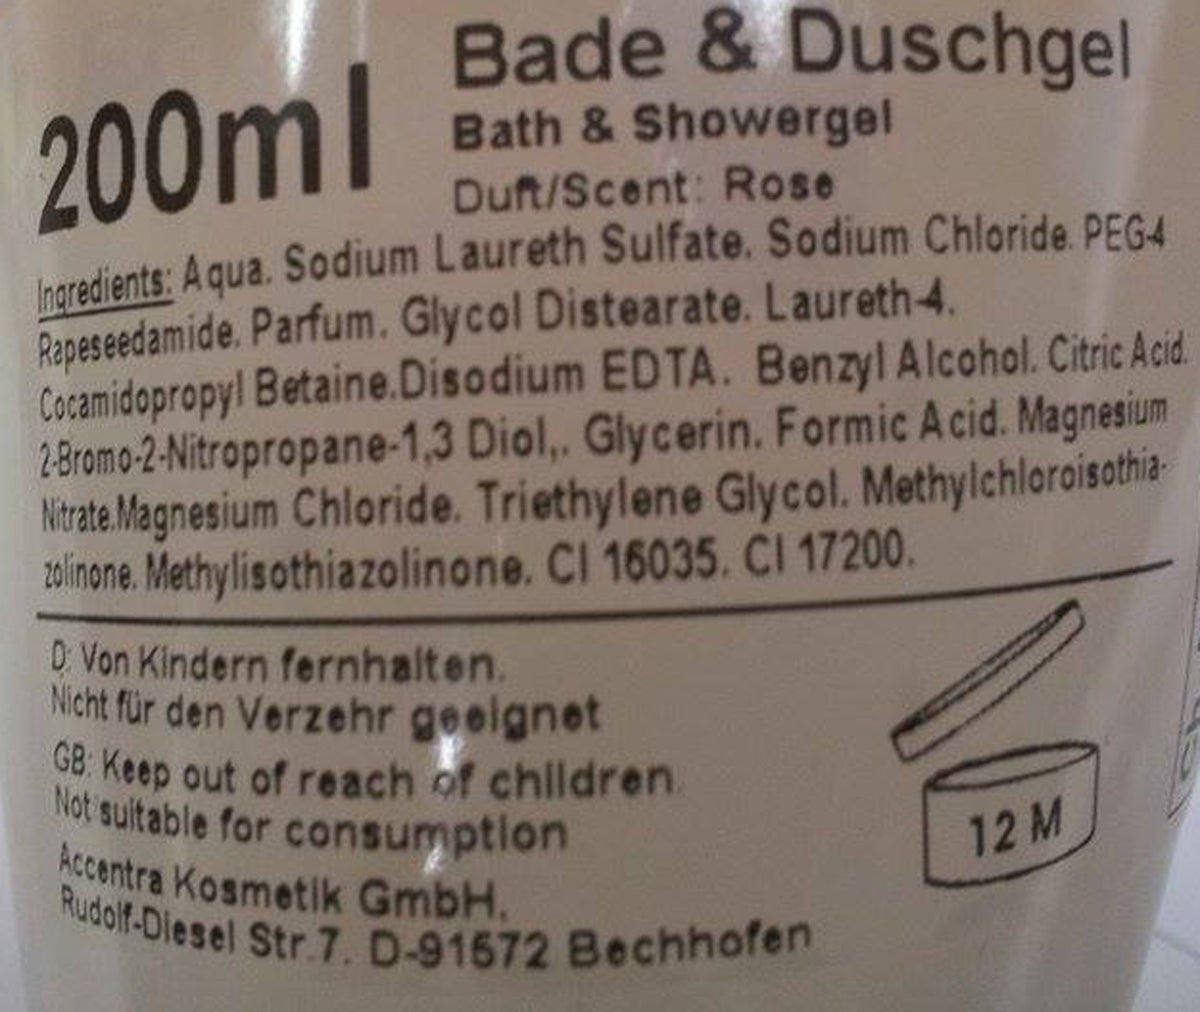 200ml
Bade & Duschgel
Bath & Showergel
Duft/Scent: Rose
Ingredients: Aqua. Sodium Laureth Sulfate. Sodium Chloride. PEG-4
Rapeseedamide. Parfum. Glycol Distearate. Laureth-4.
Cocamidopropyl Betaine.Disodium EDTA. Benzyl Alcohol. Citric Acid.
2-Bromo-2-Nitropropane-1,3 Diol,. Glycerin. Formic Acid. Magnesium
Nitrate.Magnesium Chloride. Triethylene Glycol. Methylchloroisothia-
zolinone. Methylisothiazolinone. CI 16035. CI 17200.
D: Von Kindern fernhalten.
Nicht für den Verzehr geeignet
GB: Keep out of reach of children.
Not suitable for consumption
Accentra Kosmetik GmbH.
Rudolf-Diesel Str.7. D-91572 Bechhofen
12 M